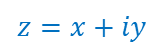 z = x + iy